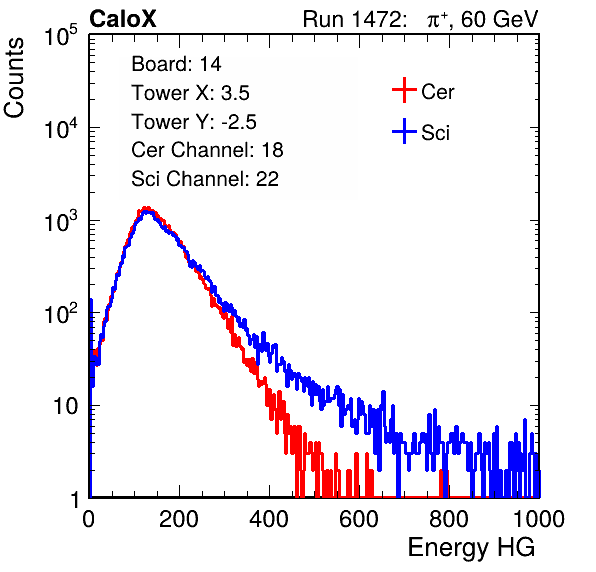 CaloX Run 1472: π⁺, 60 GeV
Counts
10⁵
10⁴
10³
10²
10
1
Board: 14
Tower X: 3.5
Tower Y: -2.5
Cer Channel: 18
Sci Channel: 22
Cer
Sci
0 200 400 600 800 1000
Energy HG